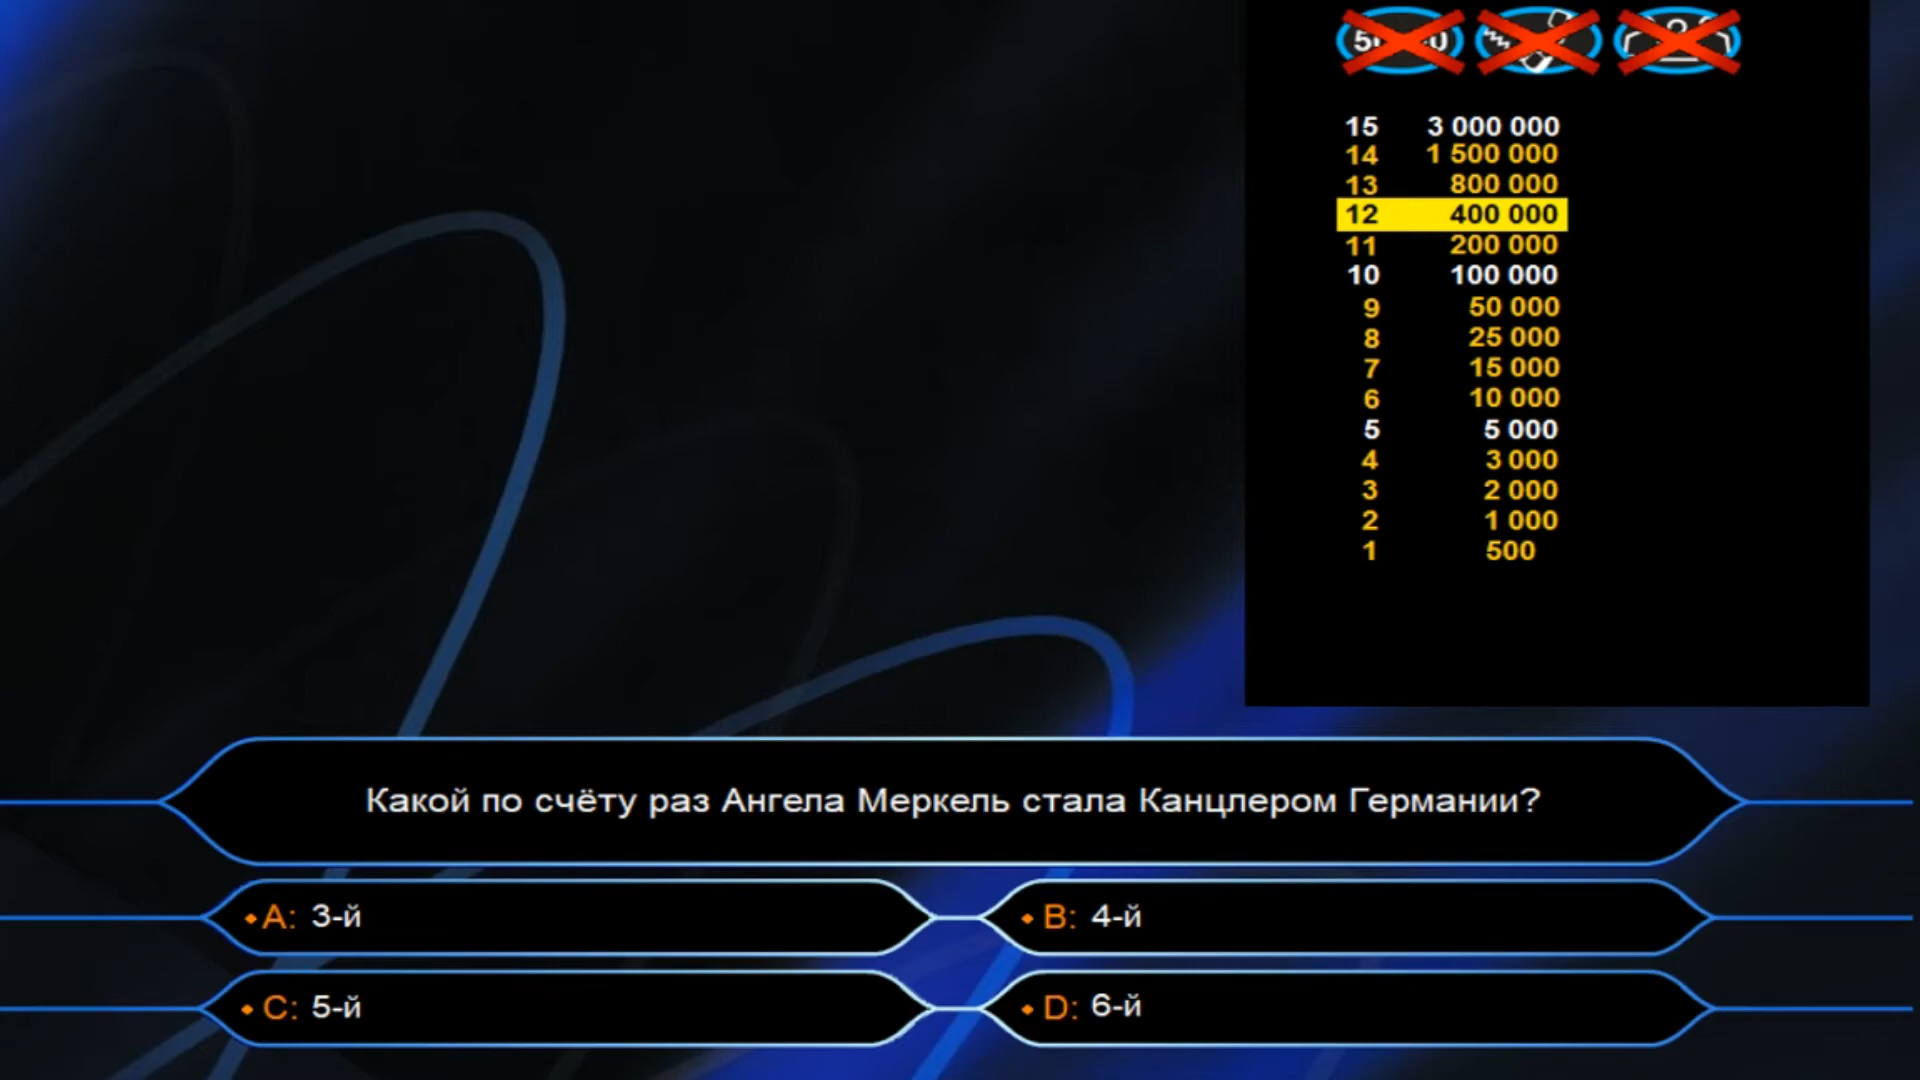 15 3 000 000
14 1 500 000
13 800 000
12 400 000
11 200 000
10 100 000
9 50 000
8 25 000
7 15 000
6 10 000
5 5 000
4 3 000
3 2 000
2 1 000
1 500
Какой по счёту раз Ангела Меркель стала Канцлером Германии?
A: 3-й
B: 4-й
C: 5-й
D: 6-й